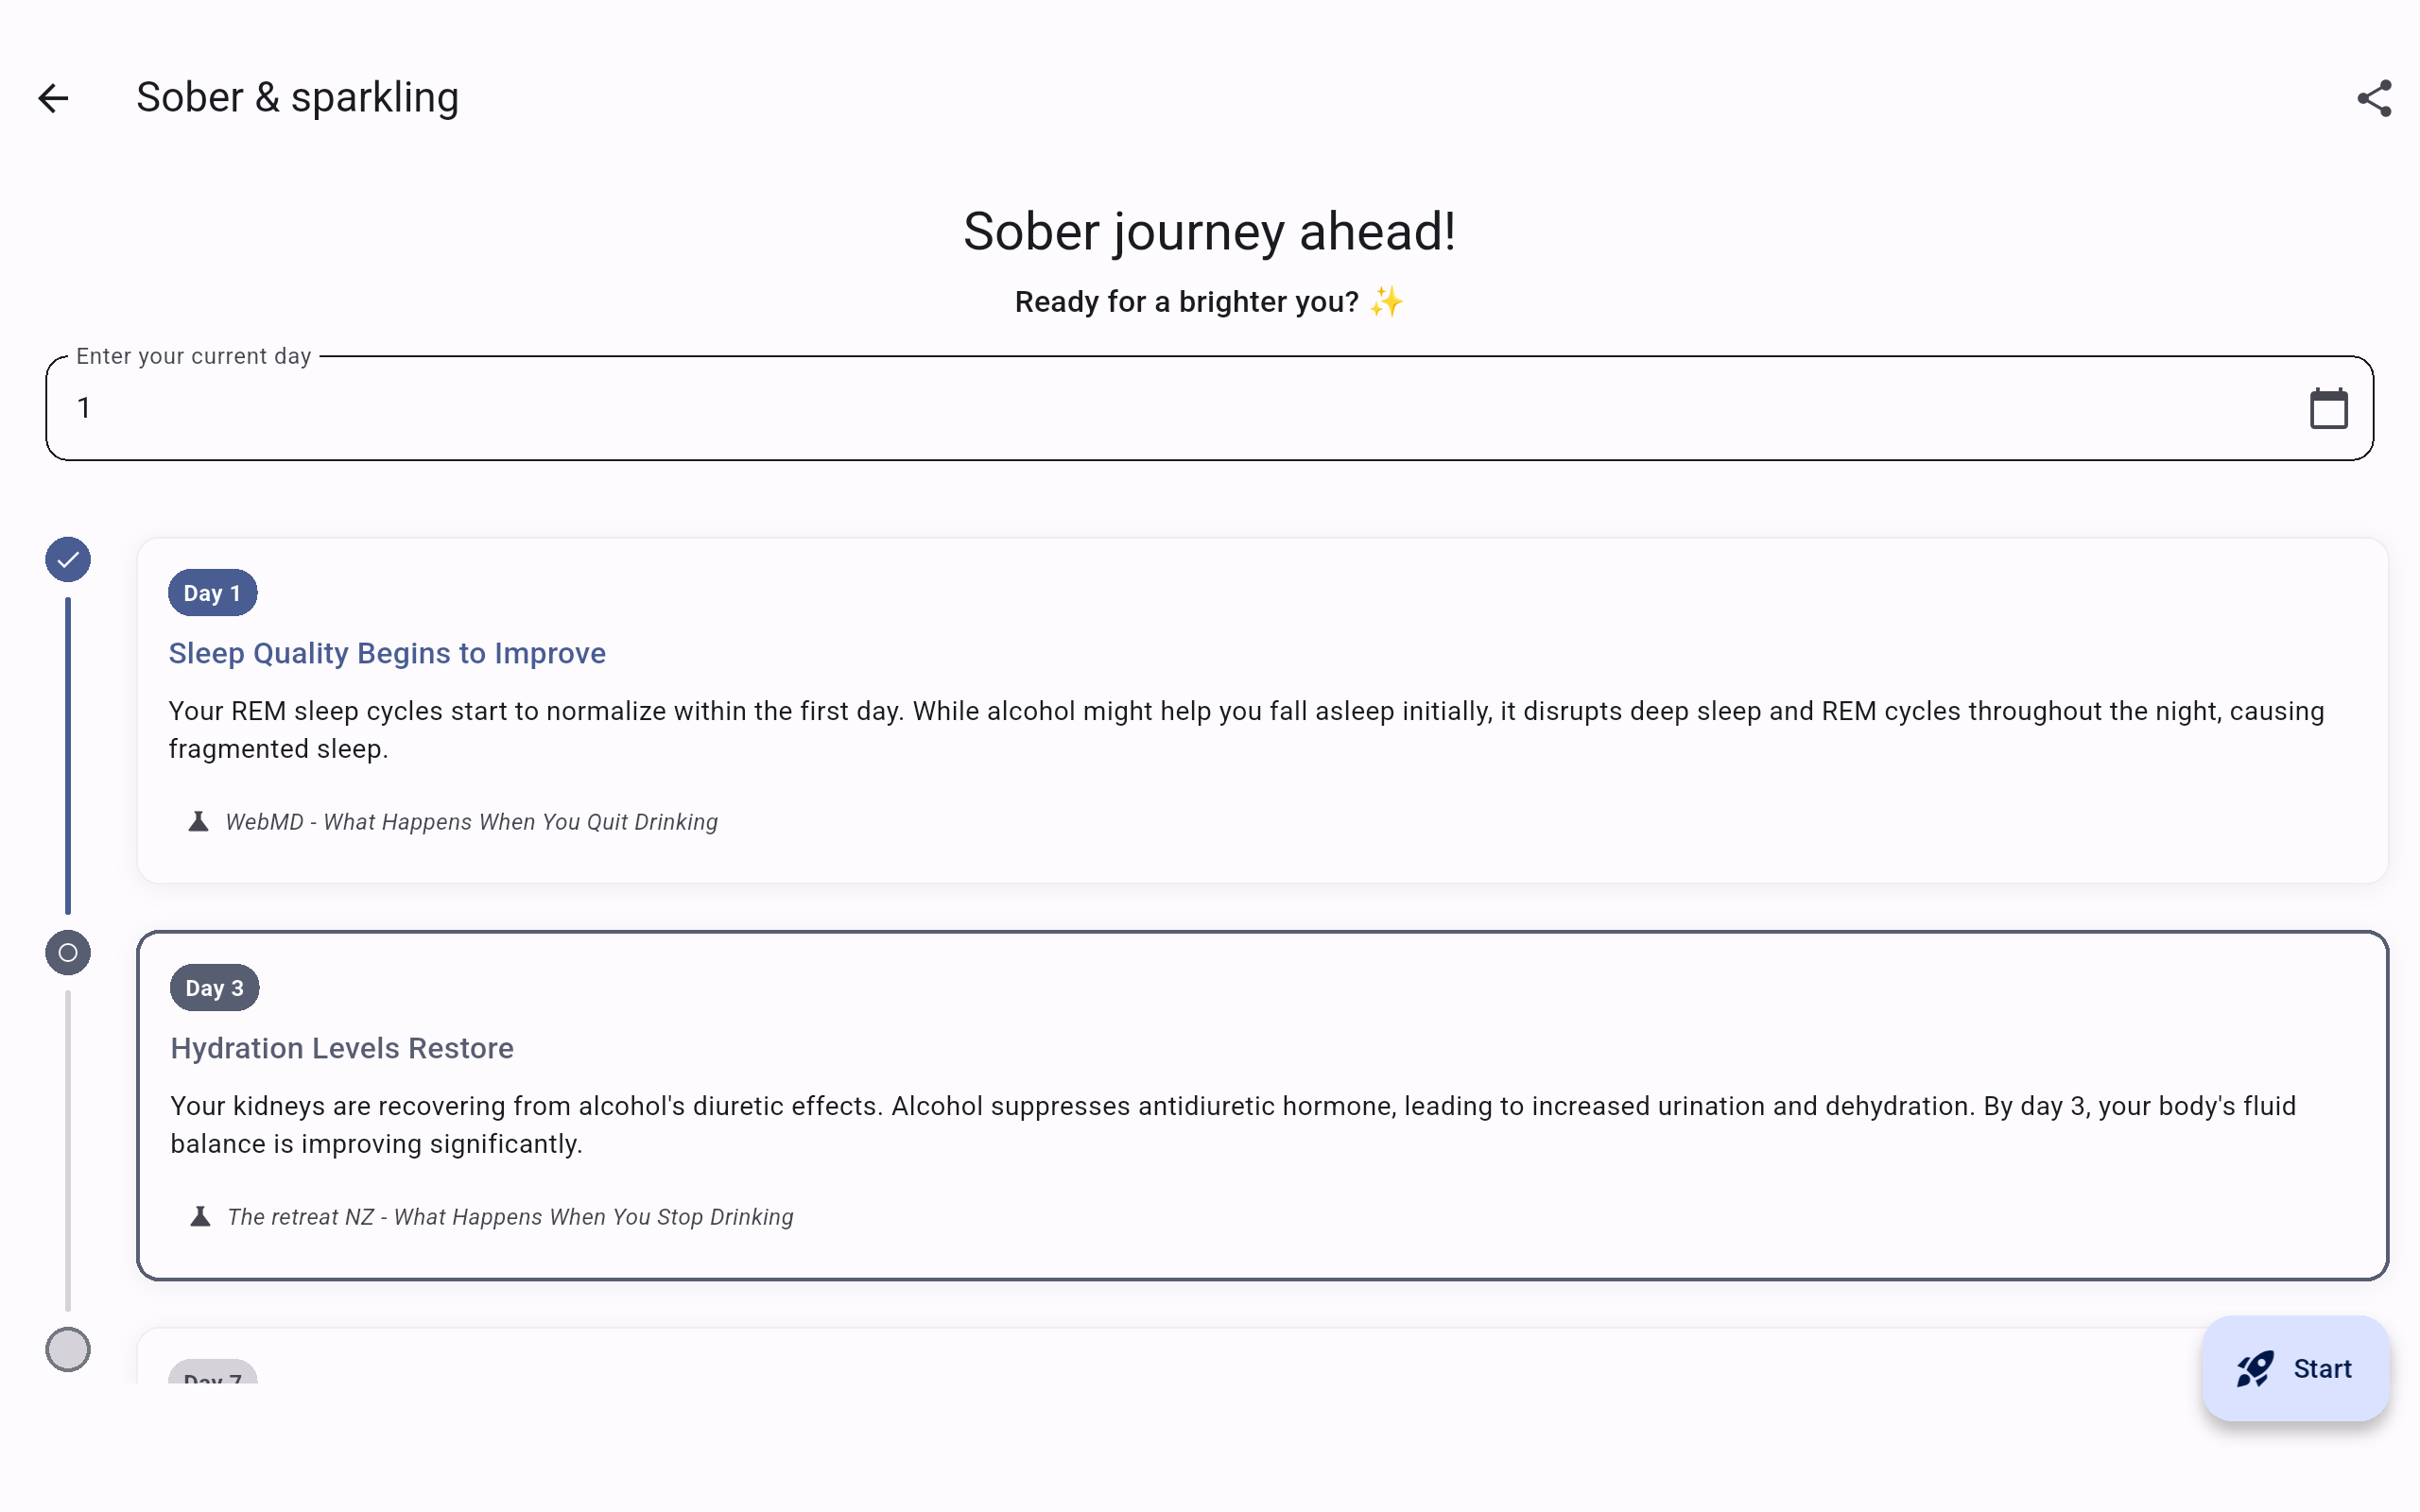 Sober & sparkling
Sober journey ahead!
Ready for a brighter you? ✨
Enter your current day
1
Day 1
Sleep Quality Begins to Improve
Your REM sleep cycles start to normalize within the first day. While alcohol might help you fall asleep initially, it disrupts deep sleep and REM cycles throughout the night, causing
fragmented sleep.
WebMD - What Happens When You Quit Drinking
Day 3
Hydration Levels Restore
Your kidneys are recovering from alcohol's diuretic effects. Alcohol suppresses antidiuretic hormone, leading to increased urination and dehydration. By day 3, your body's fluid
balance is improving significantly.
The retreat NZ - What Happens When You Stop Drinking
Day 7
Start